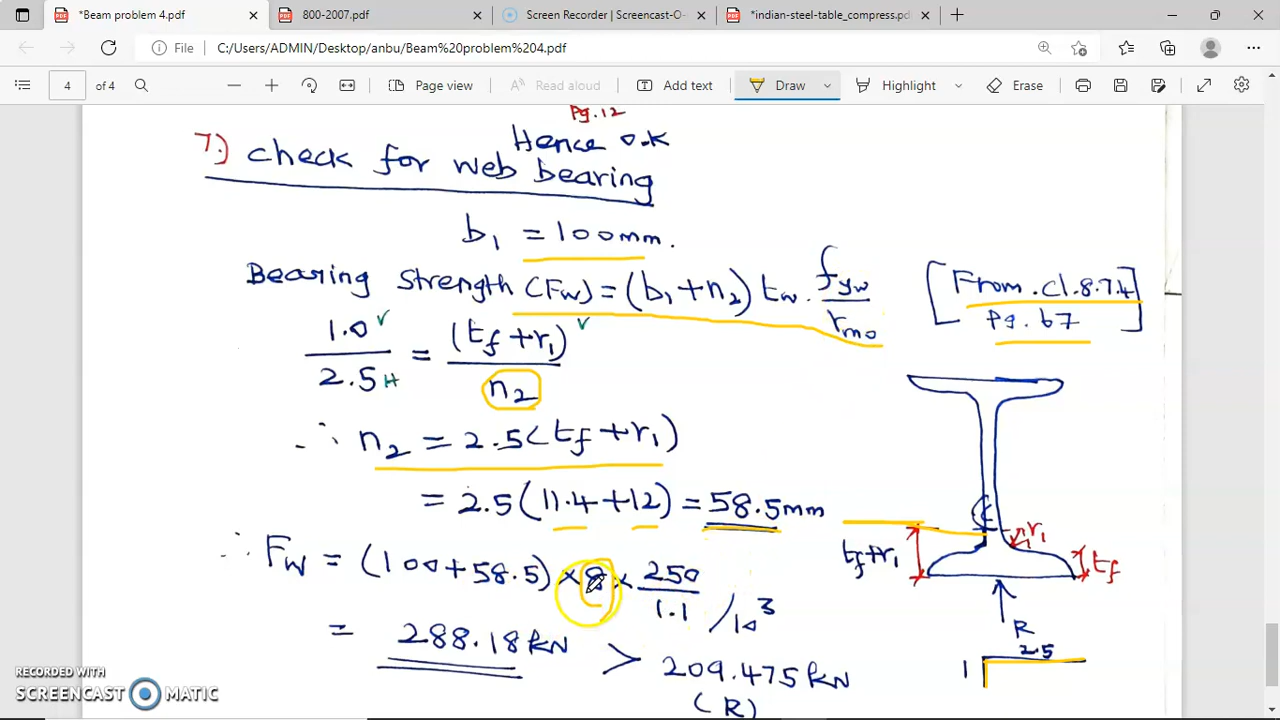 *Beam problem 4.pdf
800-2007.pdf
Screen Recorder | Screencast-O-
*indian-steel-table_compress.pd
File C:/Users/ADMIN/Desktop/anbu/Beam%20problem%204.pdf
4 of 4 Page view Read aloud Add text Draw Highlight Erase
Pg.12
Hence o.k
7.) check for web bearing
b1 = 100mm.
Bearing strength (Fw) = (b1+n2) tw . fyw / rmo
[From .cl.8.7.4]
Pg. 67
1.0 V / 2.5 H = (tf+r1) V / n2
∴ n2 = 2.5(tf+r1)
= 2.5(11.4+12) = 58.5mm
∴ Fw = (100+58.5) × 8 × 250 / 1.1 /10^3
= 288.18 kN > 209.475 kN
(R)
tf+r1
r1
tf
R
2.5
1
RECORDED WITH
SCREENCAST MATIC